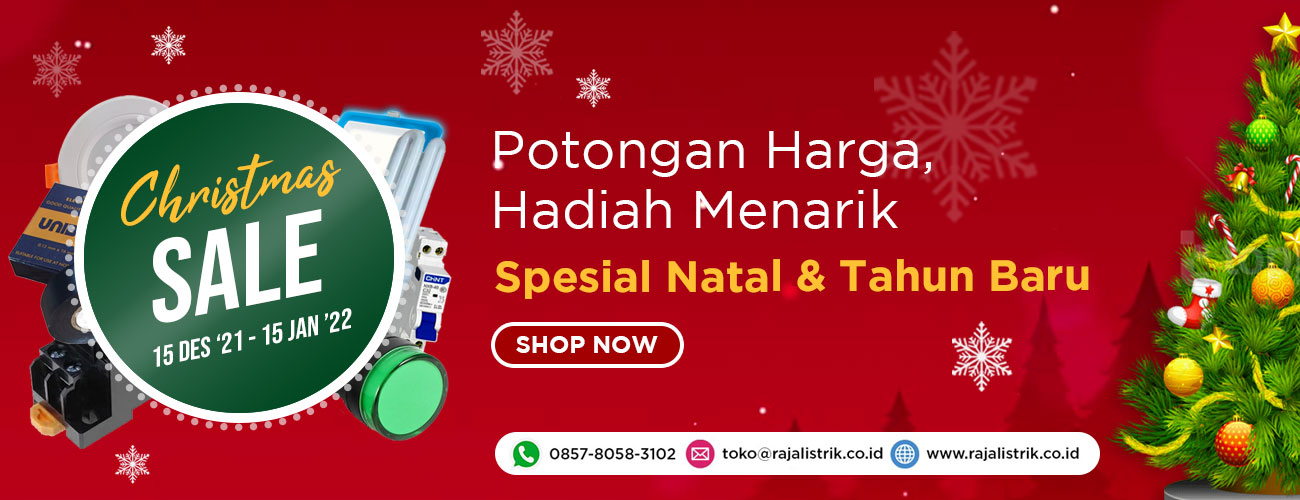 Christmas
SALE
15 DES '21 - 15 JAN '22
Potongan Harga,
Hadiah Menarik
Spesial Natal & Tahun Baru
SHOP NOW
0857-8058-3102
toko@rajalistrik.co.id
www.rajalistrik.co.id
CHNT